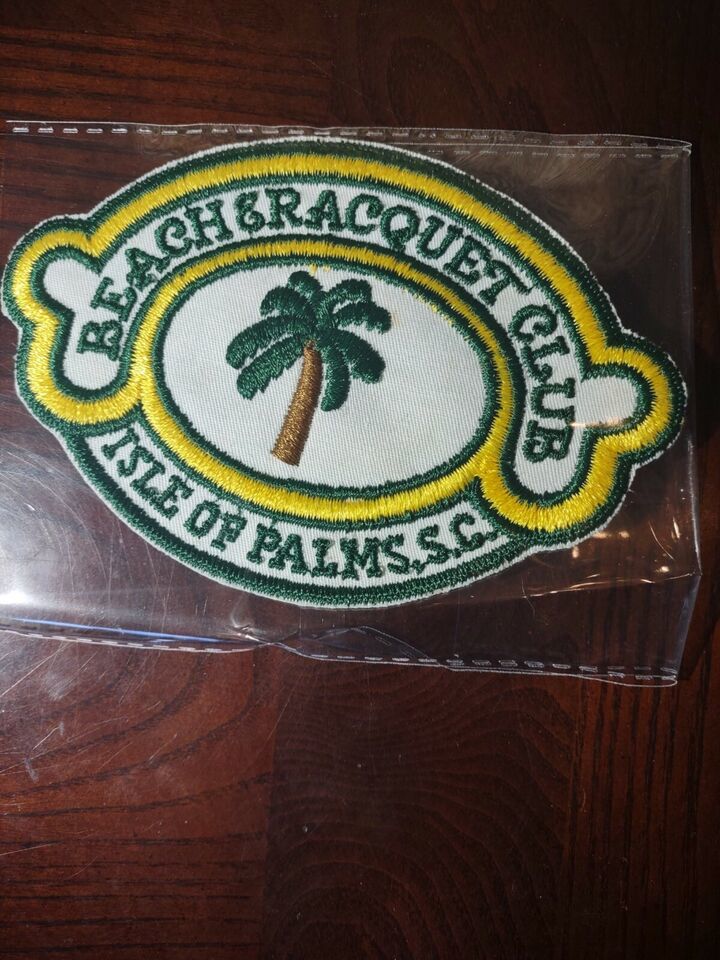 BEACH & RACQUET CLUB
ISLE OF PALMS, S.C.